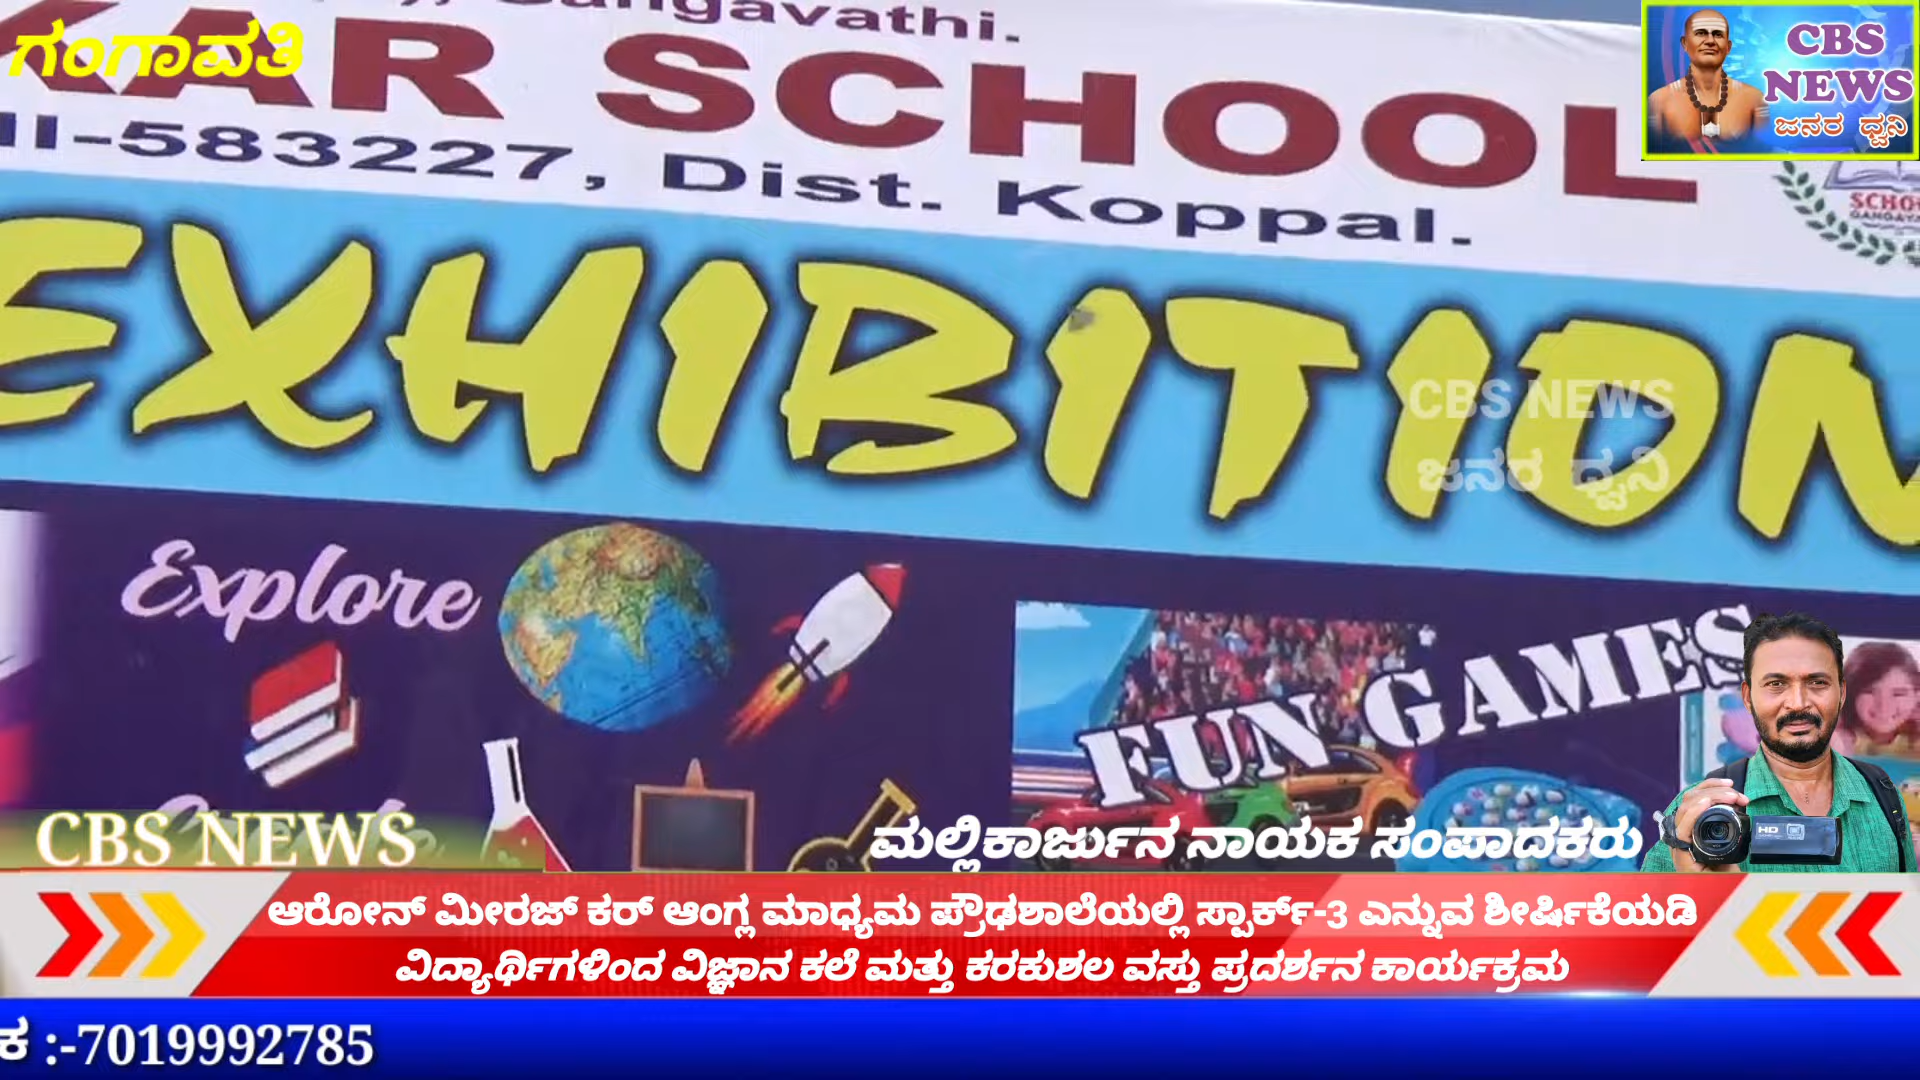 Gangavathi.
ಗಂಗಾವತಿ
KAR SCHOOL
583227, Dist. Koppal.
CBS
NEWS
ಜನರ ಧ್ವನಿ
EXHIBITION
CBS NEWS
ಜನರ ಧ್ವನಿ
Explore
FUN GAMES
CBS NEWS
ಮಲ್ಲಿಕಾರ್ಜುನ ನಾಯಕ ಸಂಪಾದಕರು
HD
ಆರೋನ್ ಮೀರಜ್ ಕರ್ ಆಂಗ್ಲ ಮಾಧ್ಯಮ ಪ್ರೌಢಶಾಲೆಯಲ್ಲಿ ಸ್ಪಾರ್ಕ್-3 ಎನ್ನುವ ಶೀರ್ಷಿಕೆಯಡಿ
ವಿದ್ಯಾರ್ಥಿಗಳಿಂದ ವಿಜ್ಞಾನ ಕಲೆ ಮತ್ತು ಕರಕುಶಲ ವಸ್ತು ಪ್ರದರ್ಶನ ಕಾರ್ಯಕ್ರಮ
ಕ :-7019992785